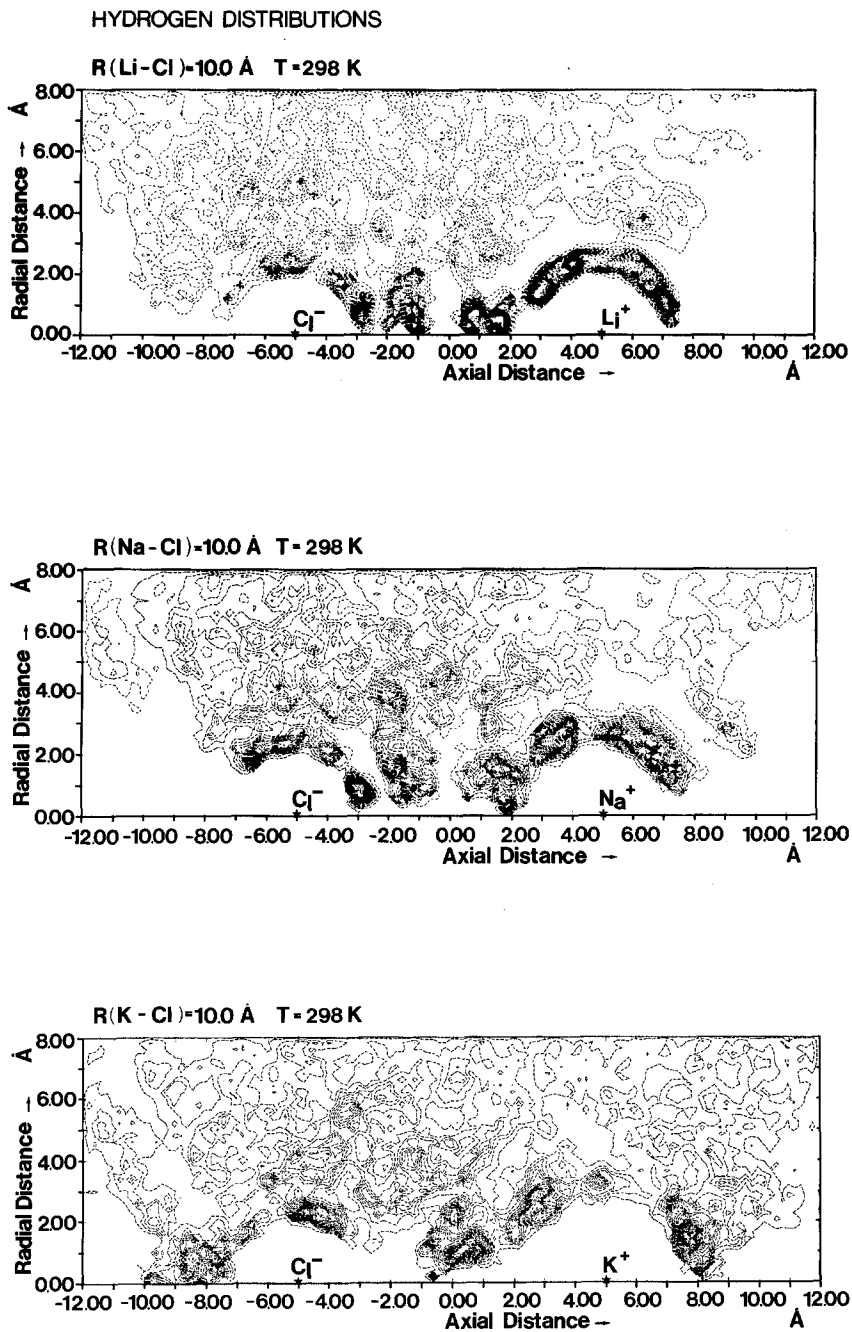 HYDROGEN DISTRIBUTIONS
R(Li-Cl)=10.0 Å T=298 K
8.00
Å
6.00
4.00
2.00
0.00
Radial Distance →
Cl⁻
Li⁺
-12.00 -10.00 -8.00 -6.00 -4.00 -2.00 0.00 2.00 4.00 6.00 8.00 10.00 12.00
Axial Distance → Å
R(Na-Cl)=10.0 Å T=298 K
8.00
Å
6.00
4.00
2.00
0.00
Radial Distance →
Cl⁻
Na⁺
-12.00 -10.00 -8.00 -6.00 -4.00 -2.00 0.00 2.00 4.00 6.00 8.00 10.00 12.00
Axial Distance → Å
R(K-Cl)=10.0 Å T=298 K
8.00
Å
6.00
4.00
2.00
0.00
Radial Distance →
Cl⁻
K⁺
-12.00 -10.00 -8.00 -6.00 -4.00 -2.00 0.00 2.00 4.00 6.00 8.00 10.00 12.00
Axial Distance → Å